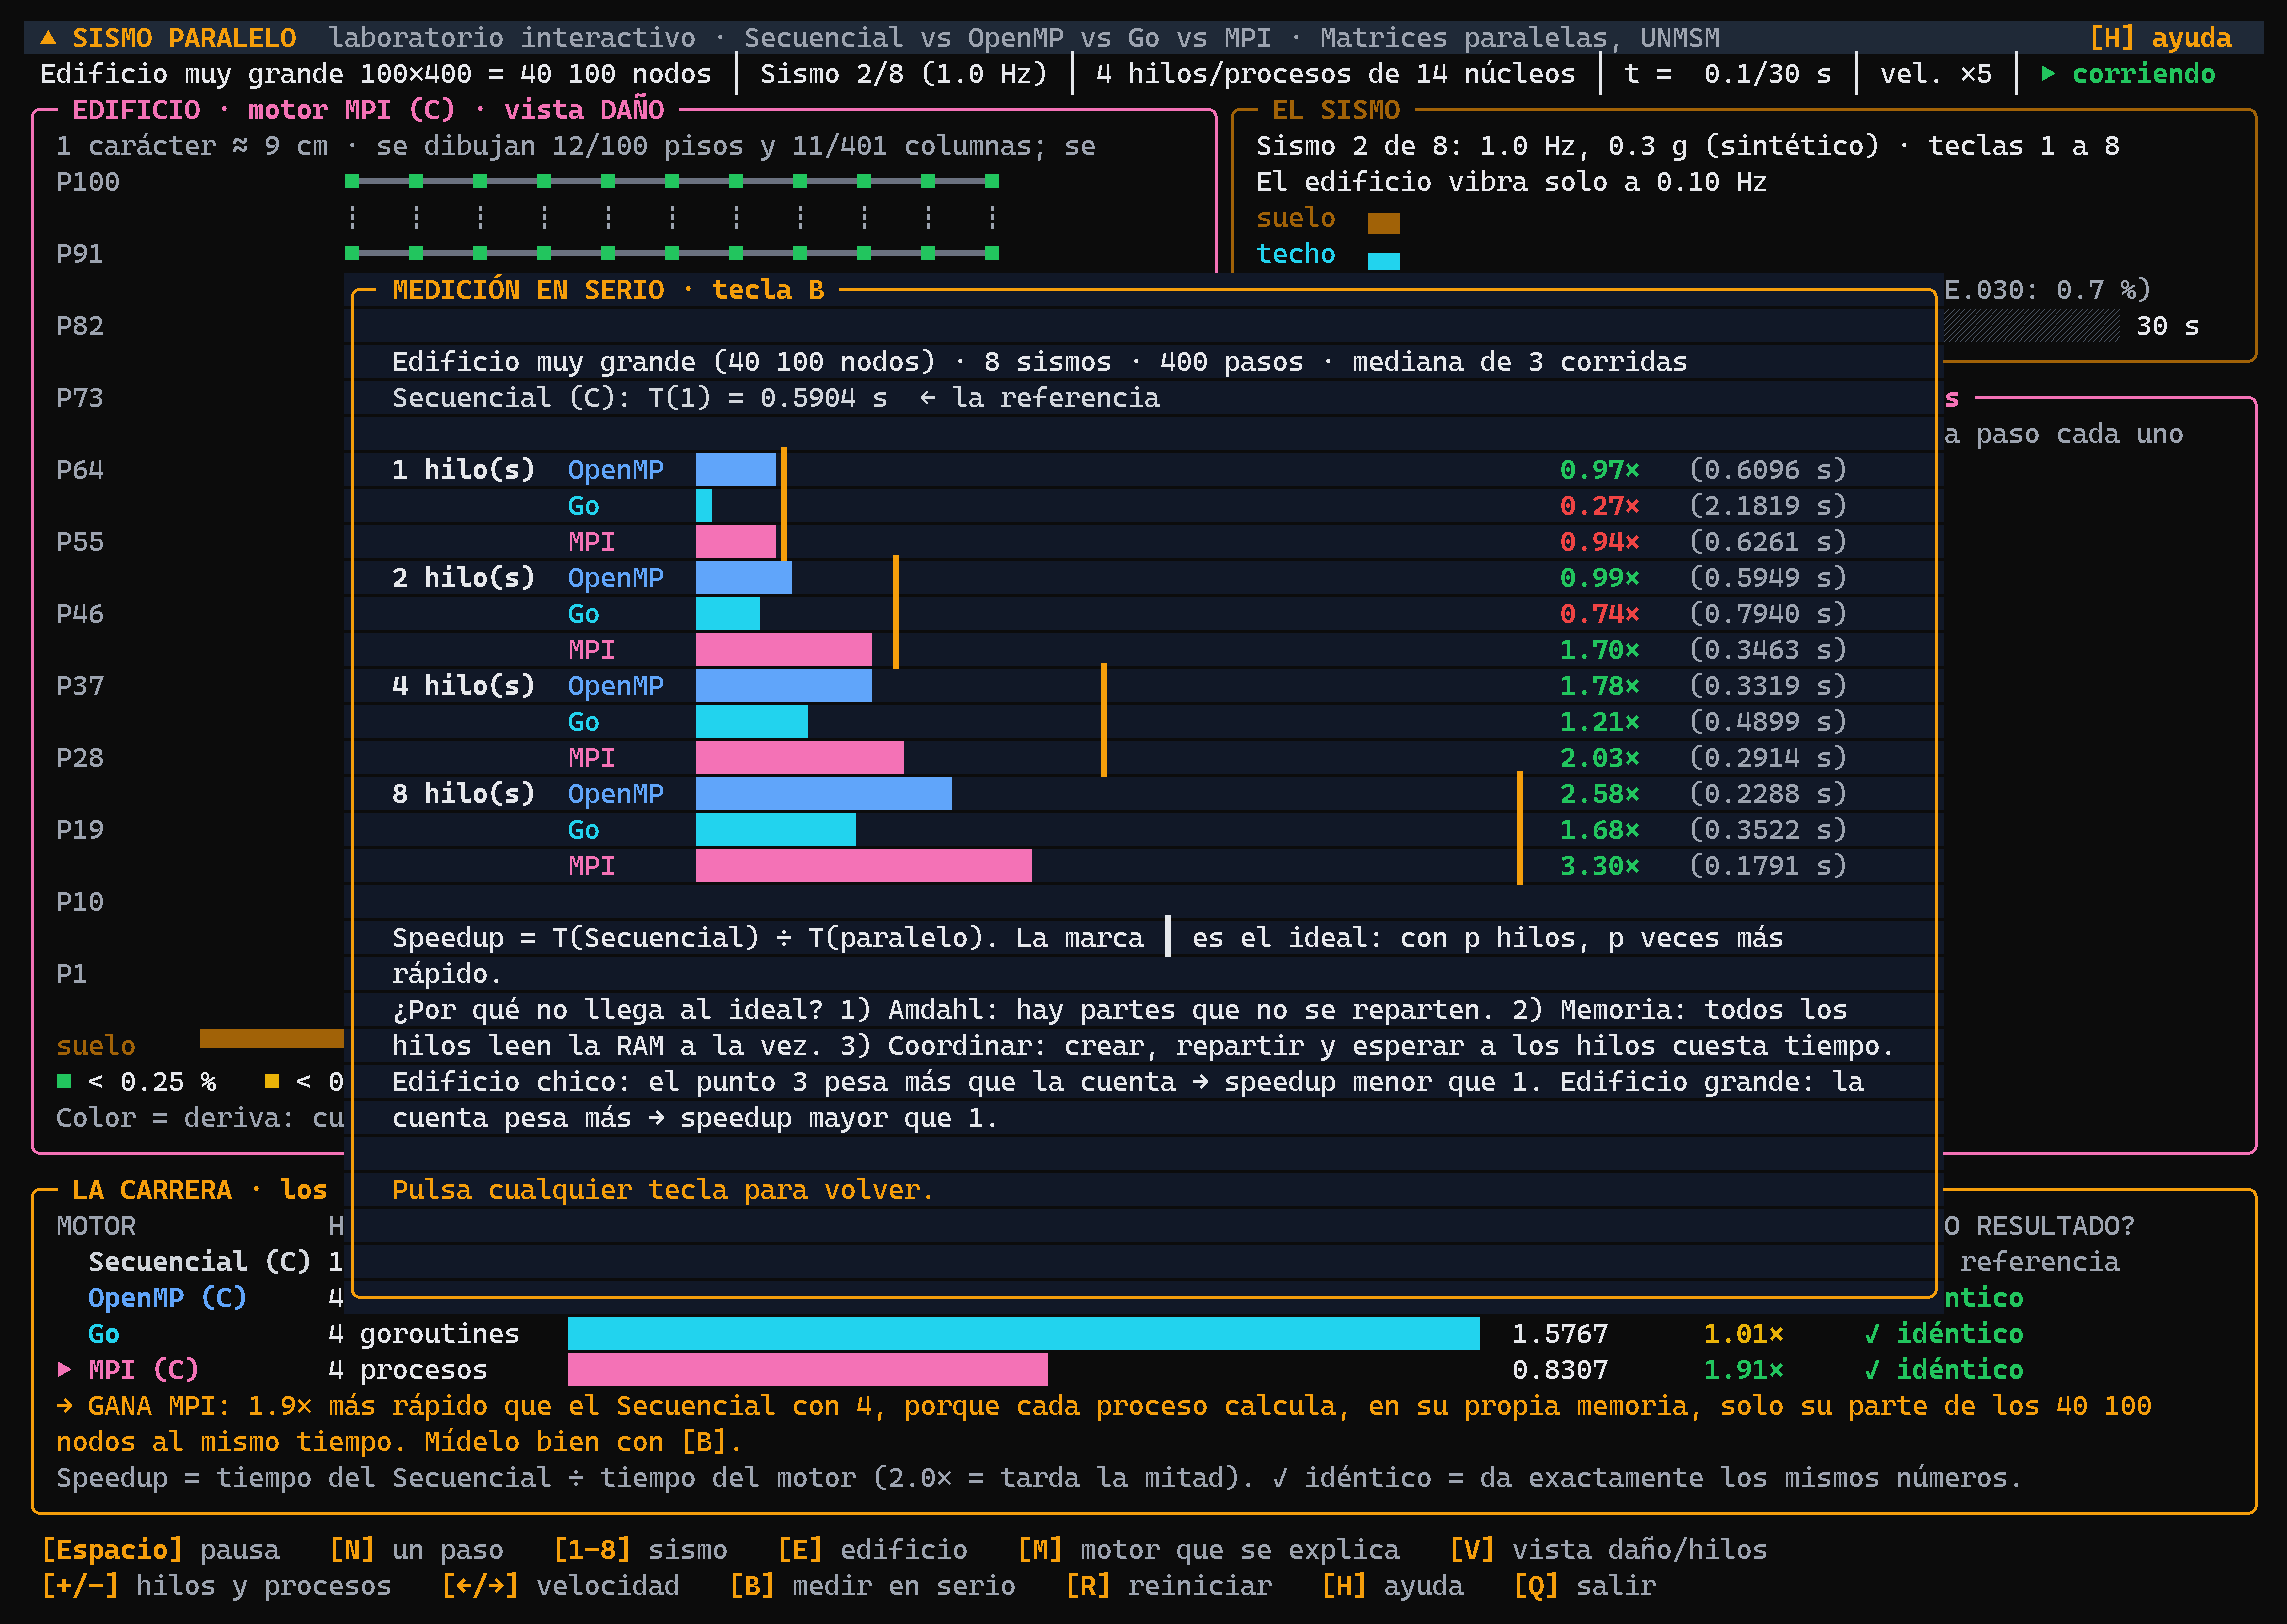 ▲ SISMO PARALELO laboratorio interactivo · Secuencial vs OpenMP vs Go vs MPI · Matrices paralelas, UNMSM [H] ayuda
Edificio muy grande 100×400 = 40 100 nodos │ Sismo 2/8 (1.0 Hz) │ 4 hilos/procesos de 14 núcleos │ t = 0.1/30 s │ vel. ×5 │ ▶ corriendo
EDIFICIO · motor MPI (C) · vista DAÑO
1 carácter ≈ 9 cm · se dibujan 12/100 pisos y 11/401 columnas; se
P100
P91
P82
P73
P64
P55
P46
P37
P28
P19
P10
P1
suelo
■ < 0.25 % ■ < 0
Color = deriva: cu
EL SISMO
Sismo 2 de 8: 1.0 Hz, 0.3 g (sintético) · teclas 1 a 8
El edificio vibra solo a 0.10 Hz
suelo
techo
E.030: 0.7 %)
30 s
s
a paso cada uno
MEDICIÓN EN SERIO · tecla B
Edificio muy grande (40 100 nodos) · 8 sismos · 400 pasos · mediana de 3 corridas
Secuencial (C): T(1) = 0.5904 s ← la referencia
1 hilo(s) OpenMP 0.97× (0.6096 s)
Go 0.27× (2.1819 s)
MPI 0.94× (0.6261 s)
2 hilo(s) OpenMP 0.99× (0.5949 s)
Go 0.74× (0.7940 s)
MPI 1.70× (0.3463 s)
4 hilo(s) OpenMP 1.78× (0.3319 s)
Go 1.21× (0.4899 s)
MPI 2.03× (0.2914 s)
8 hilo(s) OpenMP 2.58× (0.2288 s)
Go 1.68× (0.3522 s)
MPI 3.30× (0.1791 s)
Speedup = T(Secuencial) ÷ T(paralelo). La marca ┃ es el ideal: con p hilos, p veces más
rápido.
¿Por qué no llega al ideal? 1) Amdahl: hay partes que no se reparten. 2) Memoria: todos los
hilos leen la RAM a la vez. 3) Coordinar: crear, repartir y esperar a los hilos cuesta tiempo.
Edificio chico: el punto 3 pesa más que la cuenta → speedup menor que 1. Edificio grande: la
cuenta pesa más → speedup mayor que 1.
Pulsa cualquier tecla para volver.
LA CARRERA · los
MOTOR H O RESULTADO?
Secuencial (C) 1 referencia
OpenMP (C) 4 ntico
Go 4 goroutines 1.5767 1.01× ✓ idéntico
▶ MPI (C) 4 procesos 0.8307 1.91× ✓ idéntico
→ GANA MPI: 1.9× más rápido que el Secuencial con 4, porque cada proceso calcula, en su propia memoria, solo su parte de los 40 100
nodos al mismo tiempo. Mídelo bien con [B].
Speedup = tiempo del Secuencial ÷ tiempo del motor (2.0× = tarda la mitad). ✓ idéntico = da exactamente los mismos números.
[Espacio] pausa [N] un paso [1-8] sismo [E] edificio [M] motor que se explica [V] vista daño/hilos
[+/-] hilos y procesos [←/→] velocidad [B] medir en serio [R] reiniciar [H] ayuda [Q] salir